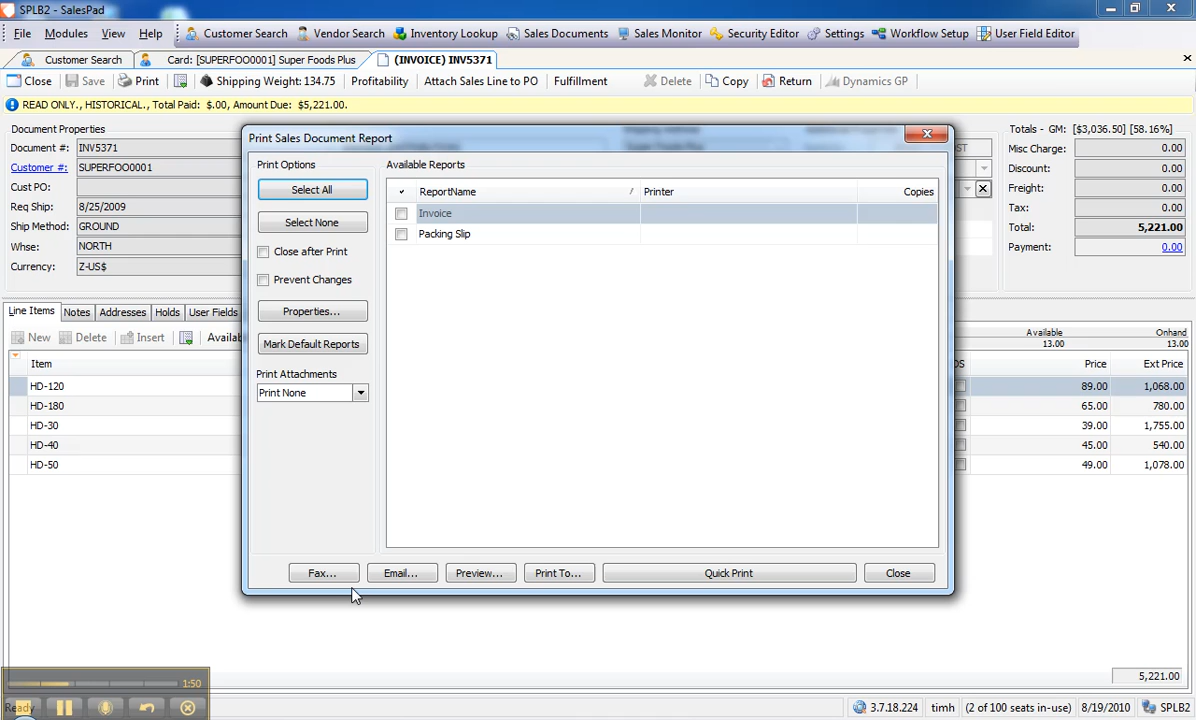 SPLB2 - SalesPad
File Modules View Help Customer Search Vendor Search Inventory Lookup Sales Documents Sales Monitor Security Editor Settings Workflow Setup User Field Editor
Customer Search Card: [SUPERFOO0001] Super Foods Plus (INVOICE) INV5371
Close Save Print Shipping Weight: 134.75 Profitability Attach Sales Line to PO Fulfillment Delete Copy Return Dynamics GP
READ ONLY., HISTORICAL., Total Paid: $.00, Amount Due: $5,221.00.
Document Properties
Document #: INV5371
Customer #: SUPERFOO0001
Cust PO:
Req Ship: 8/25/2009
Ship Method: GROUND
Whse: NORTH
Currency: Z-US$
Totals - GM: [$3,036.50] [58.16%]
Misc Charge: 0.00
Discount: 0.00
Freight: 0.00
Tax: 0.00
Total: 5,221.00
Payment: 0.00
Print Sales Document Report
Print Options
Select All
Select None
Close after Print
Prevent Changes
Properties...
Mark Default Reports
Print Attachments
Print None
Available Reports
ReportName Printer Copies
Invoice
Packing Slip
Fax... Email... Preview... Print To... Quick Print Close
Line Items Notes Addresses Holds User Fields
New Delete Insert
Available Onhand
13.00 13.00
Item Price Ext Price
HD-120 89.00 1,068.00
HD-180 65.00 780.00
HD-30 39.00 1,755.00
HD-40 45.00 540.00
HD-50 49.00 1,078.00
5,221.00
1:50
Ready 3.7.18.224 timh (2 of 100 seats in-use) 8/19/2010 SPLB2